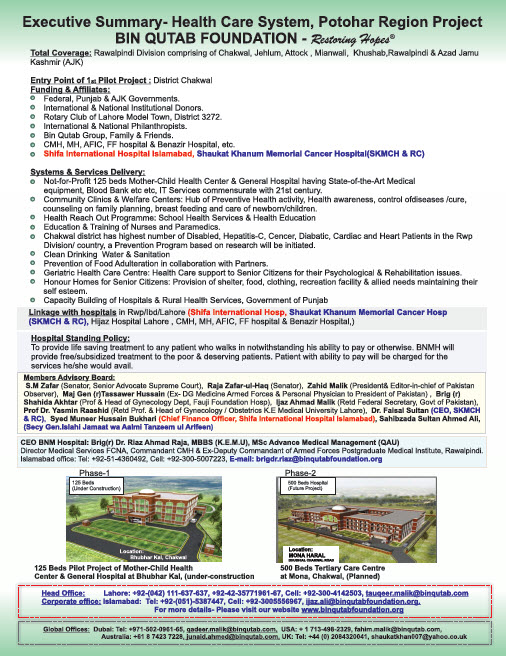 Executive Summary- Health Care System, Potohar Region Project
BIN QUTAB FOUNDATION - Restoring Hopes®
Total Coverage: Rawalpindi Division comprising of Chakwal, Jehlum, Attock , Mianwali, Khushab,Rawalpindi & Azad Jamu
Kashmir (AJK)
Entry Point of 1st Pilot Project : District Chakwal
Funding & Affiliates:
Federal, Punjab & AJK Governments.
International & National Institutional Donors.
Rotary Club of Lahore Model Town, District 3272.
International & National Philanthropists.
Bin Qutab Group, Family & Friends.
CMH, MH, AFIC, FF hospital & Benazir Hospital, etc.
Shifa International Hospital Islamabad, Shaukat Khanum Memorial Cancer Hospital(SKMCH & RC)
Systems & Services Delivery:
Not-for-Profit 125 beds Mother-Child Health Center & General Hospital having State-of-the-Art Medical
equipment, Blood Bank etc etc, IT Services commensurate with 21st century.
Community Clinics & Welfare Centers: Hub of Preventive Health activity, Health awareness, control ofdiseases /cure,
counseling on family planning, breast feeding and care of newborn/children.
Health Reach Out Programme: School Health Services & Health Education
Education & Training of Nurses and Paramedics.
Chakwal district has highest number of Disabled, Hepatitis-C, Cencer, Diabatic, Cardiac and Heart Patients in the Rwp
Division/ country, a Prevention Program based on research will be initiated.
Clean Drinking Water & Sanitation
Prevention of Food Adulteration in collaboration with Partners.
Geriatric Health Care Centre: Health Care support to Senior Citizens for their Psychological & Rehabilitation issues.
Honour Homes for Senior Citizens: Provision of shelter, food, clothing, recreation facility & allied needs maintaining their
self esteem.
Capacity Building of Hospitals & Rural Health Services, Government of Punjab
Linkage with hospitals in Rwp/Ibd/Lahore (Shifa International Hosp, Shaukat Khanum Memorial Cancer Hosp
(SKMCH & RC), Hijaz Hospital Lahore , CMH, MH, AFIC, FF hospital & Benazir Hospital,)
Hospital Standing Policy:
To provide life saving treatment to any patient who walks in notwithstanding his ability to pay or otherwise. BNMH will
provide free/subsidized treatment to the poor & deserving patients. Patient with ability to pay will be charged for the
services he/she would avail.
Members Advisory Board:
S.M Zafar (Senator, Senior Advocate Supreme Court), Raja Zafar-ul-Haq (Senator), Zahid Malik (President& Editor-in-chef of Pakistan
Observer), Maj Gen (r)Tassawer Hussain (Ex- DG Medicine Armed Forces & Personal Physician to President of Pakistan) , Brig (r)
Shahida Akhtar (Prof & Head of Gynecology Dept, Fauji Foundation Hosp), Ijaz Ahmad Malik (Retd Federal Secretary, Govt of Pakistan),
Prof Dr. Yasmin Raashid (Retd Prof. & Head of Gynecology / Obstetrics K.E Medical University Lahore), Dr. Faisal Sultan (CEO, SKMCH
& RC), Syed Muneer Hussain Bukhari (Chief Finance Officer, Shifa International Hospital Islamabad), Sahibzada Sultan Ahmed Ali,
(Secy Gen.Islahi Jamaat wa Aalmi Tanzeem ul Arifeen)
CEO BNM Hospital: Brig(r) Dr. Riaz Ahmad Raja, MBBS (K.E.M.U), MSc Advance Medical Management (QAU)
Director Medical Services FCNA, Commandant CMH & Ex-Deputy Commandant of Armed Forces Postgraduate Medical Institute, Rawalpindi.
Islamabad office: Tel: +92-51-4360492, Cell: +92-300-5007223, E-mail: brigdr.riaz@binqutabfoundation.org
Phase-1
Phase-2
125 Beds
(Under Construction)
500 Beds Hospital
(Future Project)
Location:
Bhubhar Kal, Chakwal
Location:
MONA HARAL
125 Beds Pilot Project of Mother-Child Health
Center & General Hospital at Bhubhar Kal, (under-construction
500 Beds Tertiary Care Centre
at Mona, Chakwal, (Planned)
Head Office: Lahore: +92-(042) 111-637-637, +92-42-35771961-67, Cell: +92-300-4142503, tauqeer.malik@binqutab.com
Corporate office: Islamabad: Tel: +92-(051)-5387447, Cell: +92-3005556967, ijaz.ali@binqutabfoundation.org,
For more details- Please visit our website www.binqutabfoundation.org
Global Offices: Dubai: Tel: +971-502-0961-65, qadeer.malik@binqutab.com, USA: + 1 713-498-2329, fahim.malik@binqutab.com,
Australia: +61 8 7423 7228, junaid.ahmed@binqutab.com, UK: Tel: +44 (0) 2084320041, shaukatkhan007@yahoo.co.uk